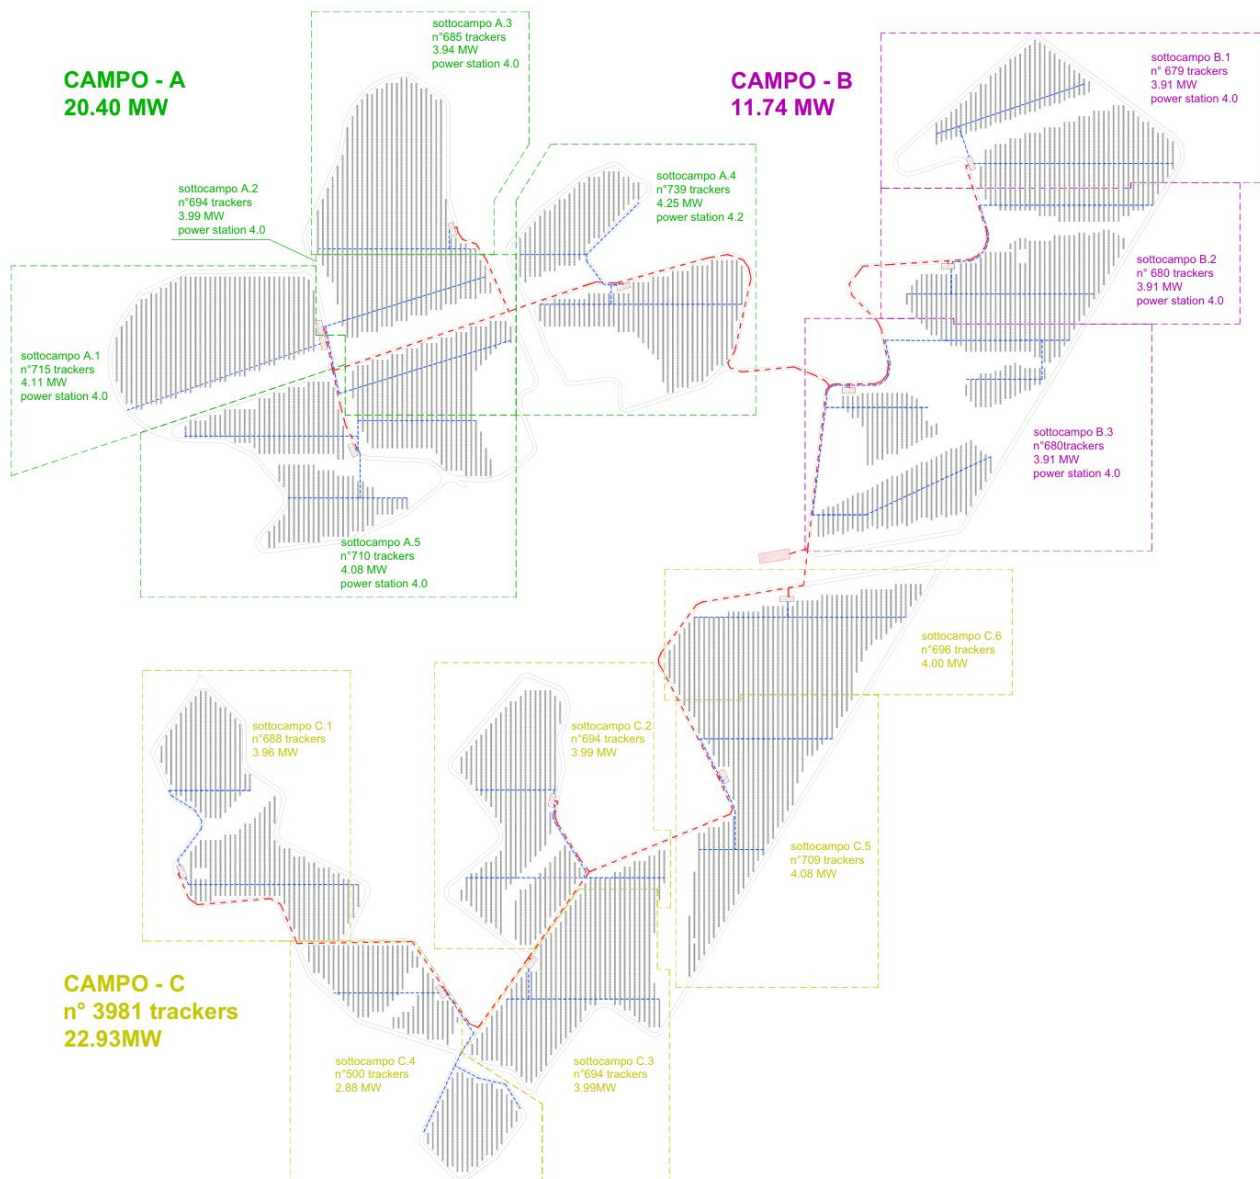 CAMPO - A
20.40 MW
sottocampo A.3
n°685 trackers
3.94 MW
power station 4.0
CAMPO - B
11.74 MW
sottocampo B.1
n° 679 trackers
3.91 MW
power station 4.0
sottocampo A.2
n°694 trackers
3.99 MW
power station 4.0
sottocampo A.4
n°739 trackers
4.25 MW
power station 4.2
sottocampo B.2
n° 680 trackers
3.91 MW
power station 4.0
sottocampo A.1
n°715 trackers
4.11 MW
power station 4.0
sottocampo B.3
n°680trackers
3.91 MW
power station 4.0
sottocampo A.5
n°710 trackers
4.08 MW
power station 4.0
sottocampo C.6
n°696 trackers
4.00 MW
sottocampo C.1
n°688 trackers
3.96 MW
sottocampo C.2
n°694 trackers
3.99 MW
sottocampo C.5
n°709 trackers
4.08 MW
CAMPO - C
n° 3981 trackers
22.93MW
sottocampo C.4
n°500 trackers
2.88 MW
sottocampo C.3
n°694 trackers
3.99MW